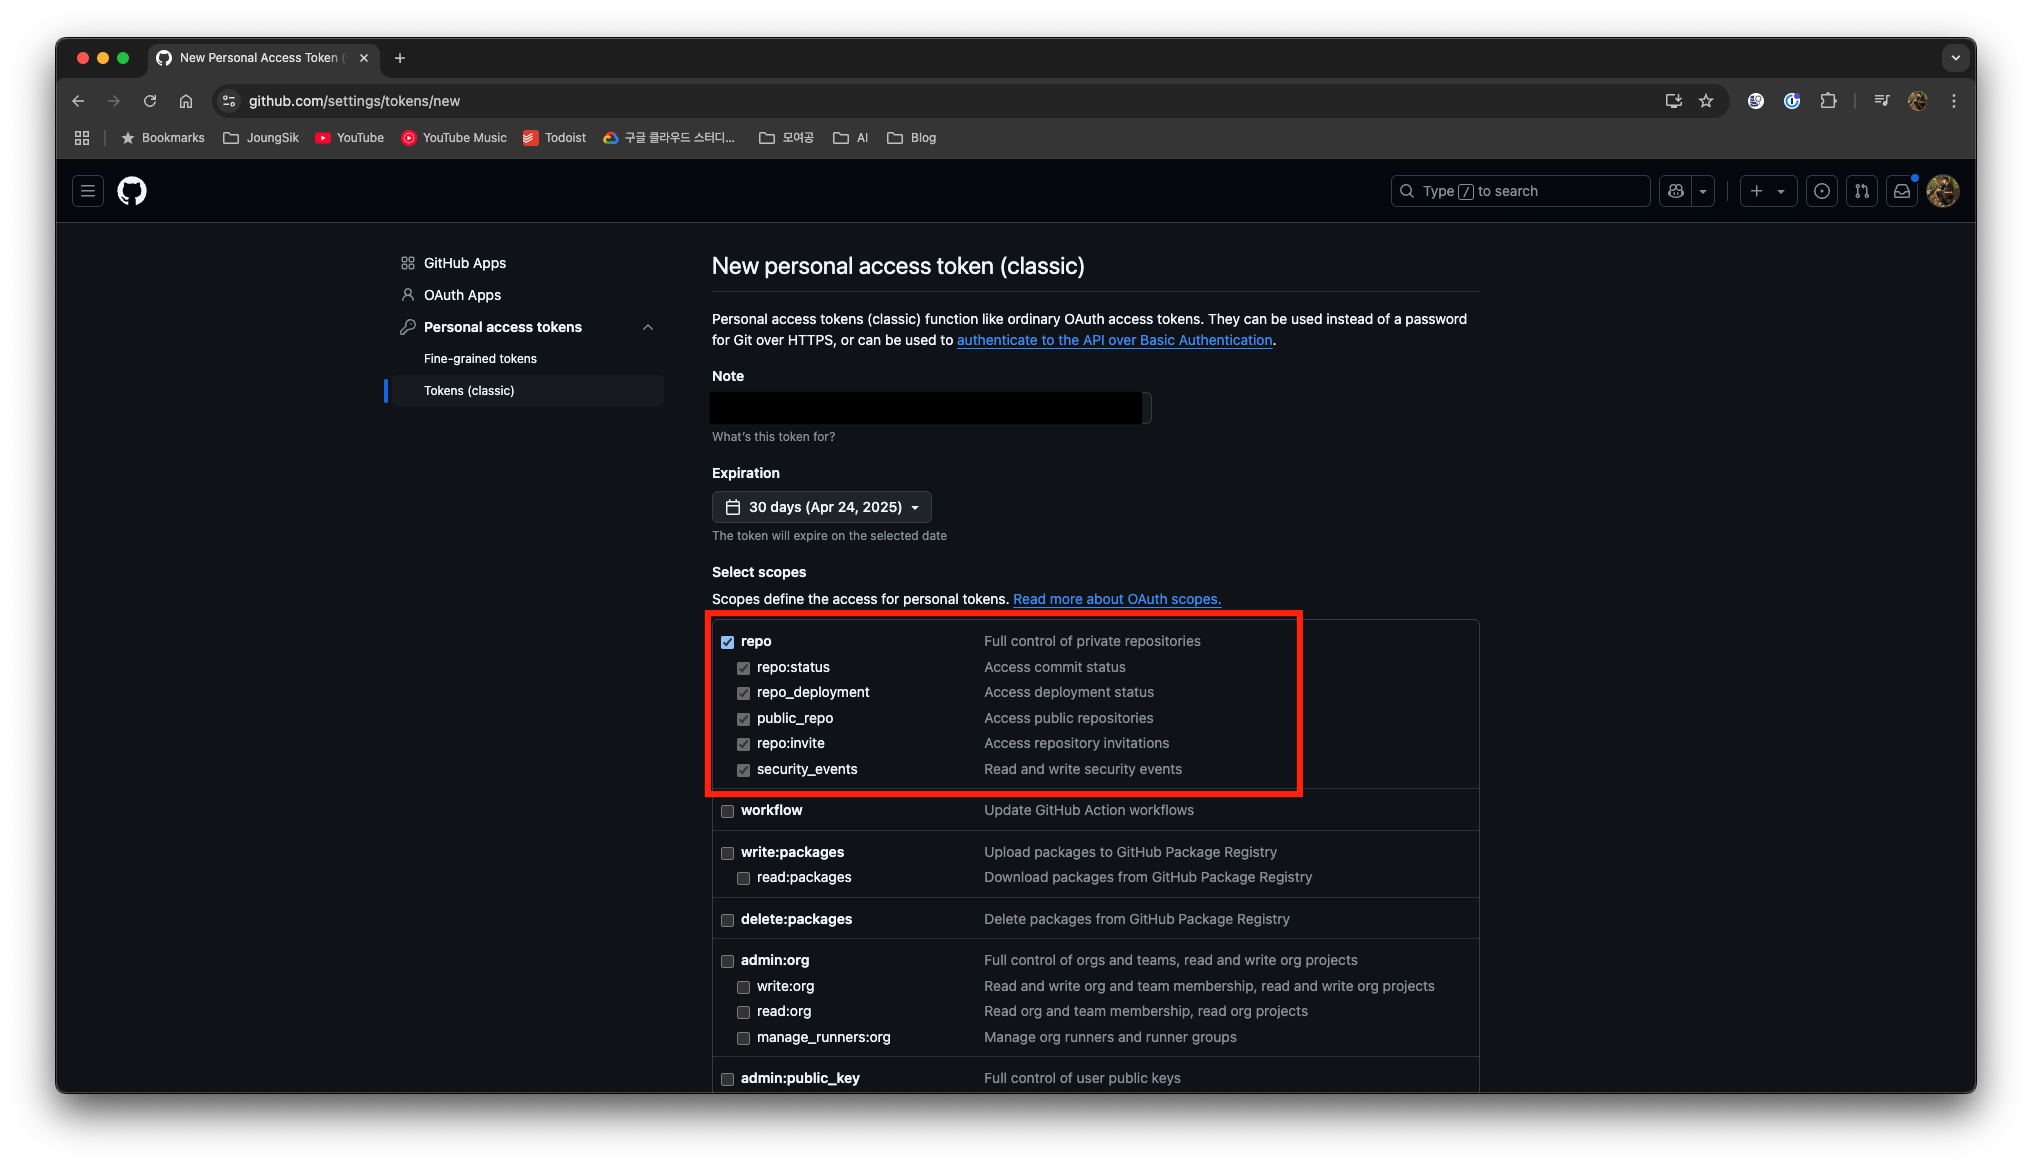 New Personal Access Token (
github.com/settings/tokens/new
Bookmarks JoungSik YouTube YouTube Music Todoist 구글 클라우드 스터디... 모여공 AI Blog
Type / to search
GitHub Apps
OAuth Apps
Personal access tokens
Fine-grained tokens
Tokens (classic)
New personal access token (classic)
Personal access tokens (classic) function like ordinary OAuth access tokens. They can be used instead of a password
for Git over HTTPS, or can be used to authenticate to the API over Basic Authentication.
Note
What's this token for?
Expiration
30 days (Apr 24, 2025)
The token will expire on the selected date
Select scopes
Scopes define the access for personal tokens. Read more about OAuth scopes.
repo Full control of private repositories
repo:status Access commit status
repo_deployment Access deployment status
public_repo Access public repositories
repo:invite Access repository invitations
security_events Read and write security events
workflow Update GitHub Action workflows
write:packages Upload packages to GitHub Package Registry
read:packages Download packages from GitHub Package Registry
delete:packages Delete packages from GitHub Package Registry
admin:org Full control of orgs and teams, read and write org projects
write:org Read and write org and team membership, read and write org projects
read:org Read org and team membership, read org projects
manage_runners:org Manage org runners and runner groups
admin:public_key Full control of user public keys